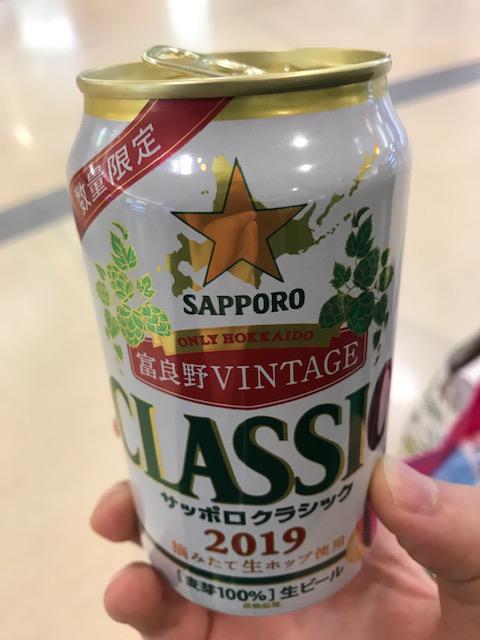 数量限定
SAPPORO
ONLY HOKKAIDO
富良野VINTAGE
CLASSIC
サッポロクラシック
2019
摘みたて生ホップ使用
[麦芽100%]生ビール